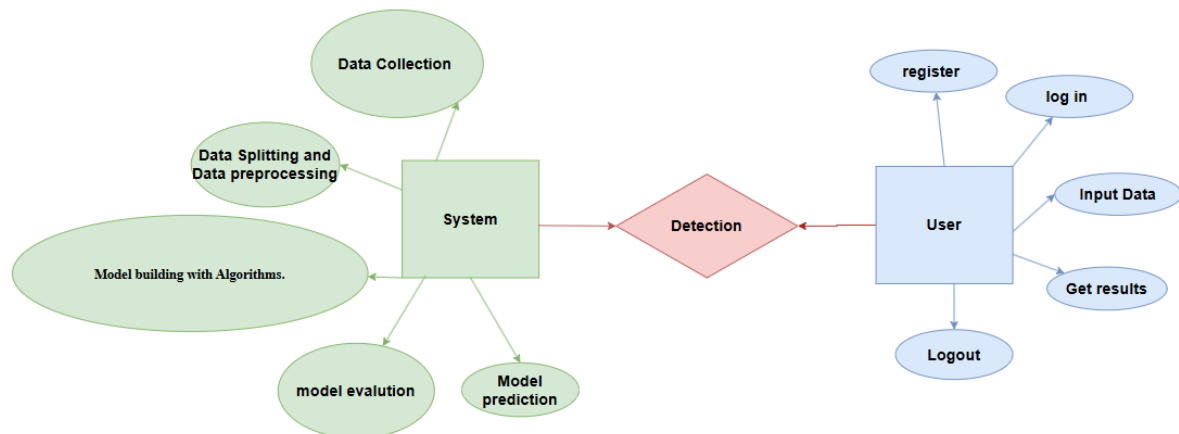 Data Collection
register
log in
Data Splitting and
Data preprocessing
System
Detection
User
Input Data
Model building with Algorithms.
Get results
Logout
model evalution
Model
prediction